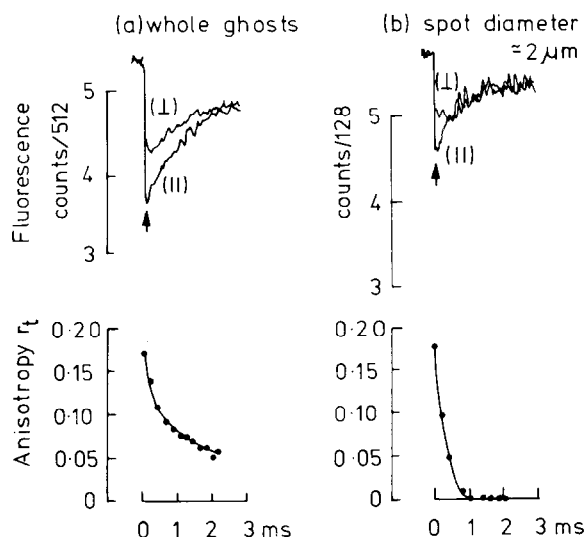 (a) whole ghosts
(b) spot diameter
≃ 2 μm
Fluorescence
counts/512
5
4
3
(⊥)
(||)
counts/128
5
4
3
(⊥)
(||)
Anisotropy r_t
0·20
0·15
0·10
0·05
0
0 1 2 3 ms
0·20
0·15
0·10
0·05
0
0 1 2 3 ms